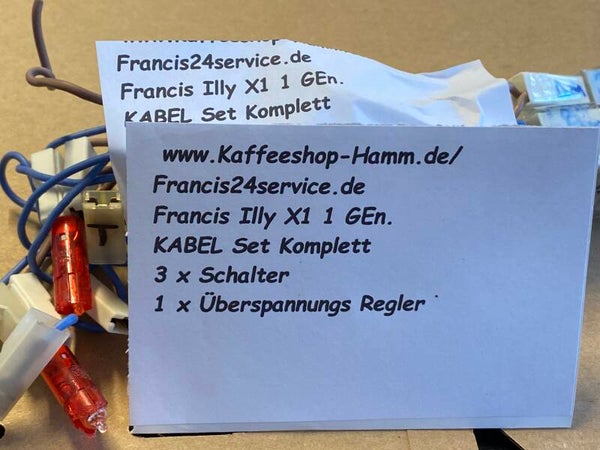 Francis24service.de
Francis Illy X1 1 GEn.
KABEL Set Komplett
www.Kaffeeshop-Hamm.de/
Francis24service.de
Francis Illy X1 1 GEn.
KABEL Set Komplett
3 x Schalter
1 x Überspannungs Regler
T